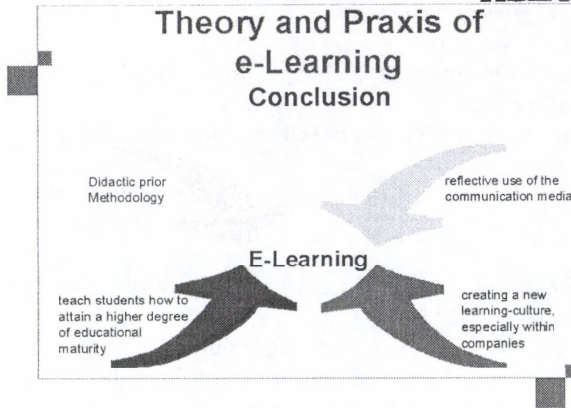 Theory and Praxis of
e-Learning
Conclusion
Didactic prior
Methodology
reflective use of the
communication media
E-Learning
teach students how to
attain a higher degree
of educational
maturity
creating a new
learning-culture,
especially within
companies